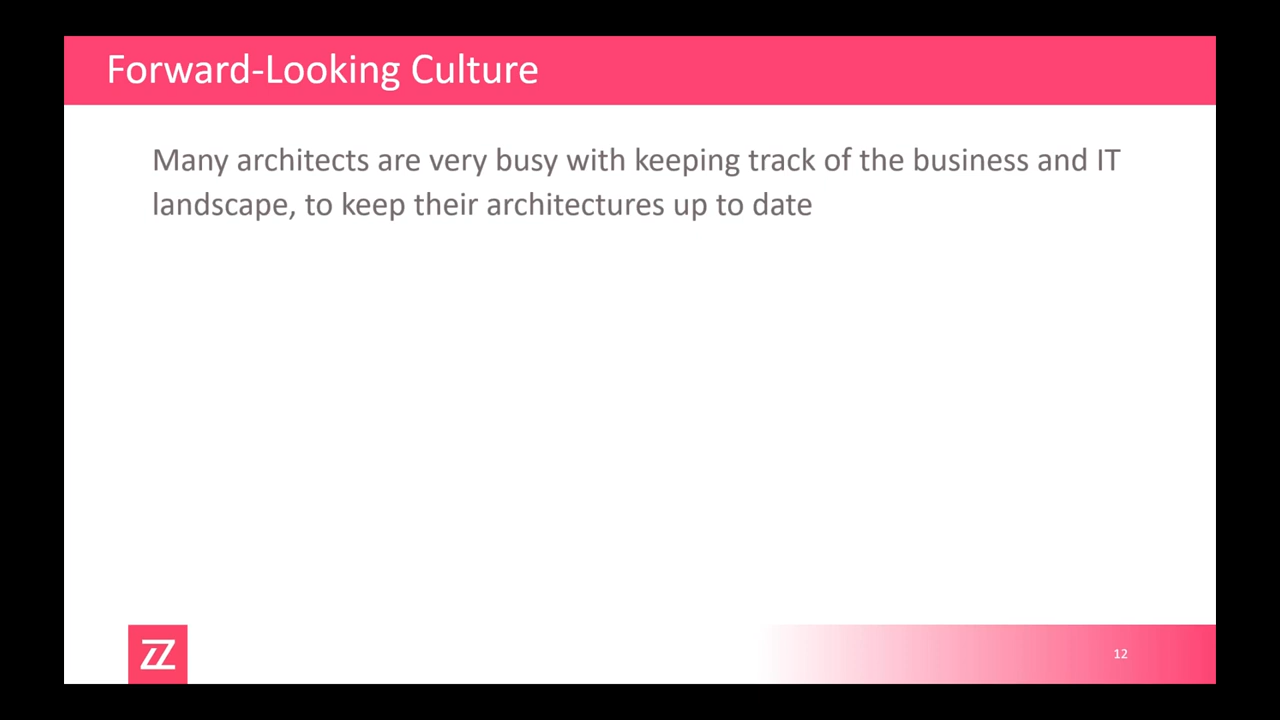 Forward-Looking Culture
Many architects are very busy with keeping track of the business and IT
landscape, to keep their architectures up to date
12